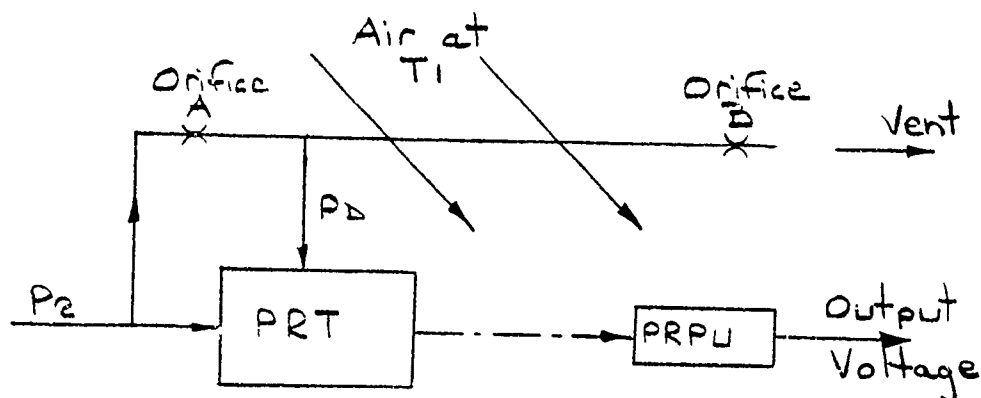 Air at
T1
Orifice
A
Orifice
D
Vent
PD
P2
PRT
PRPU
Output
Voltage